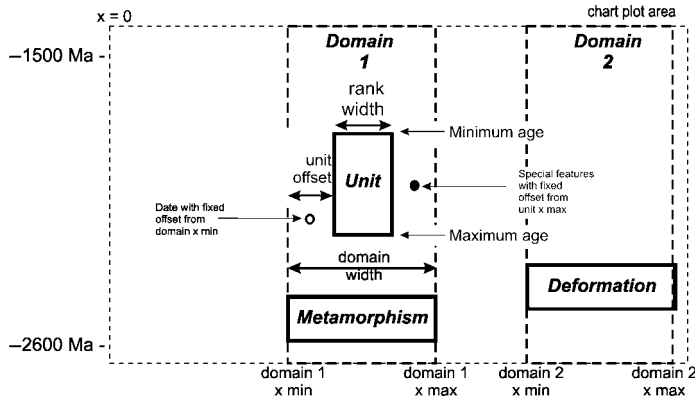 x = 0
chart plot area
–1500 Ma -
Domain
1
Domain
2
rank
width
Minimum age
unit
offset
Unit
Special features
with fixed
offset from
unit x max
Date with fixed
offset from
domain x min
Maximum age
domain
width
Deformation
Metamorphism
–2600 Ma -
domain 1
x min
domain 1
x max
domain 2
x min
domain 2
x max